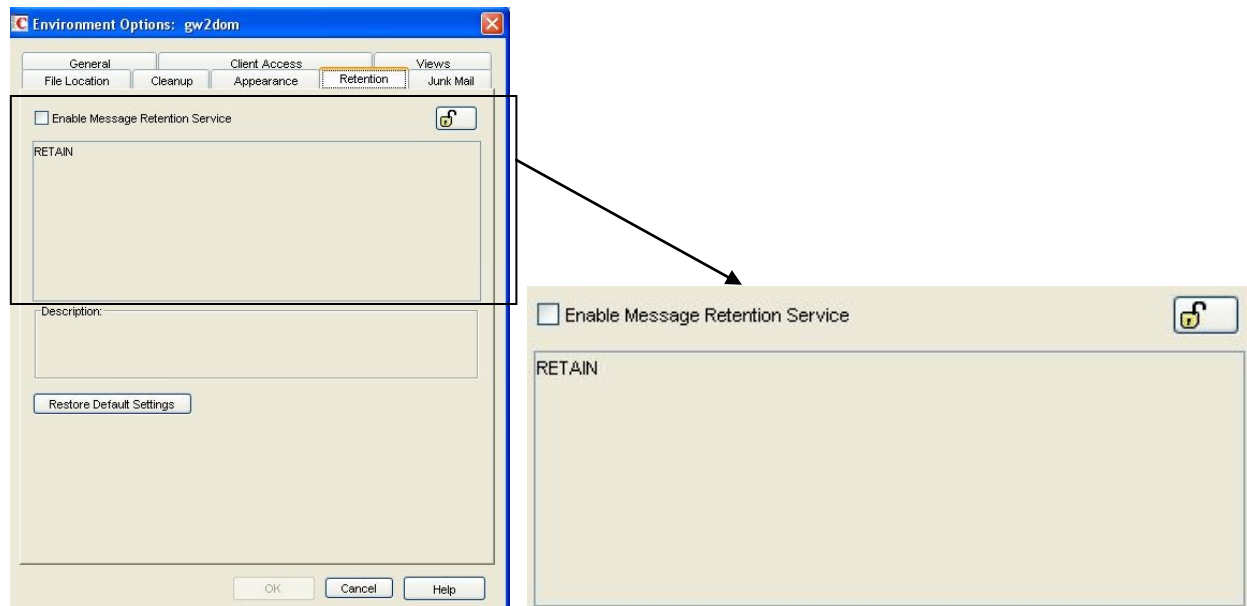 Environment Options: gw2dom
General Client Access Views
File Location Cleanup Appearance Retention Junk Mail
Enable Message Retention Service
RETAIN
Description:
Restore Default Settings
OK Cancel Help
Enable Message Retention Service
RETAIN